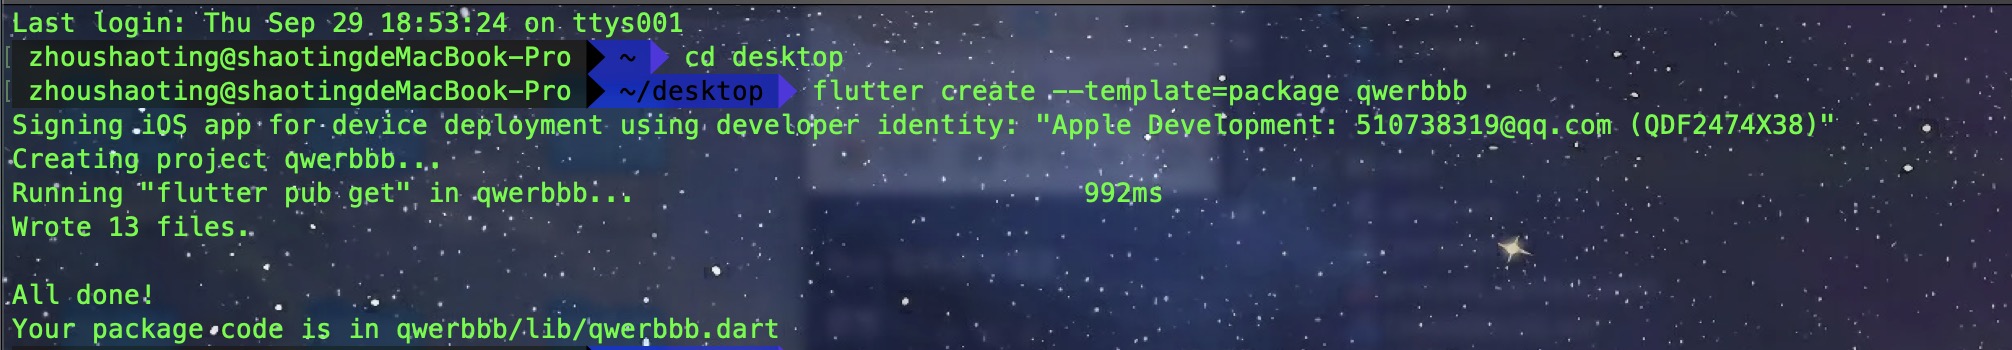 Last login: Thu Sep 29 18:53:24 on ttys001
zhoushaoting@shaotingdeMacBook-Pro ~ cd desktop
zhoushaoting@shaotingdeMacBook-Pro ~/desktop flutter create --template=package qwerbbb
Signing iOS app for device deployment using developer identity: "Apple Development: 510738319@qq.com (QDF2474X38)"
Creating project qwerbbb...
Running "flutter pub get" in qwerbbb... 992ms
Wrote 13 files.
All done!
Your package code is in qwerbbb/lib/qwerbbb.dart